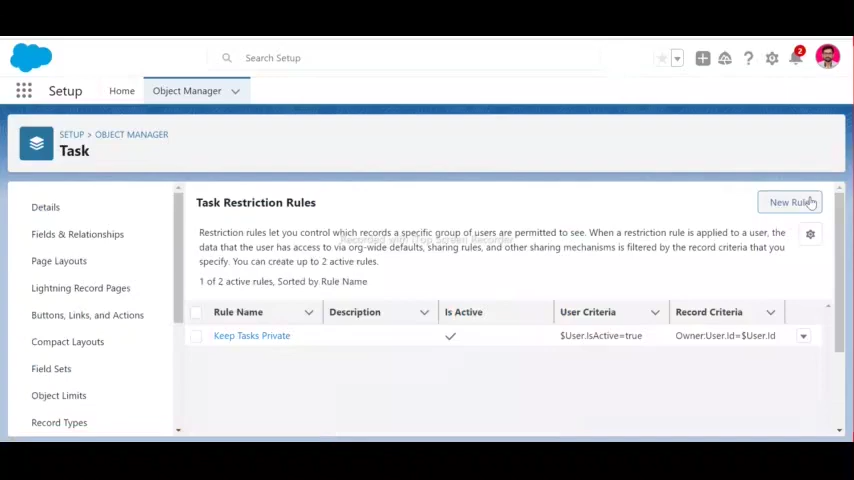 Search Setup
2
Setup
Home
Object Manager
SETUP > OBJECT MANAGER
Task
Details
Fields & Relationships
Page Layouts
Lightning Record Pages
Buttons, Links, and Actions
Compact Layouts
Field Sets
Object Limits
Record Types
Task Restriction Rules
New Rule
Restriction rules let you control which records a specific group of users are permitted to see. When a restriction rule is applied to a user, the
data that the user has access to via org-wide defaults, sharing rules, and other sharing mechanisms is filtered by the record criteria that you
specify. You can create up to 2 active rules.
Recorded with iTop Screen Recorder
1 of 2 active rules, Sorted by Rule Name
Rule Name Description Is Active User Criteria Record Criteria
Keep Tasks Private $User.IsActive=true Owner:User.Id=$User.Id